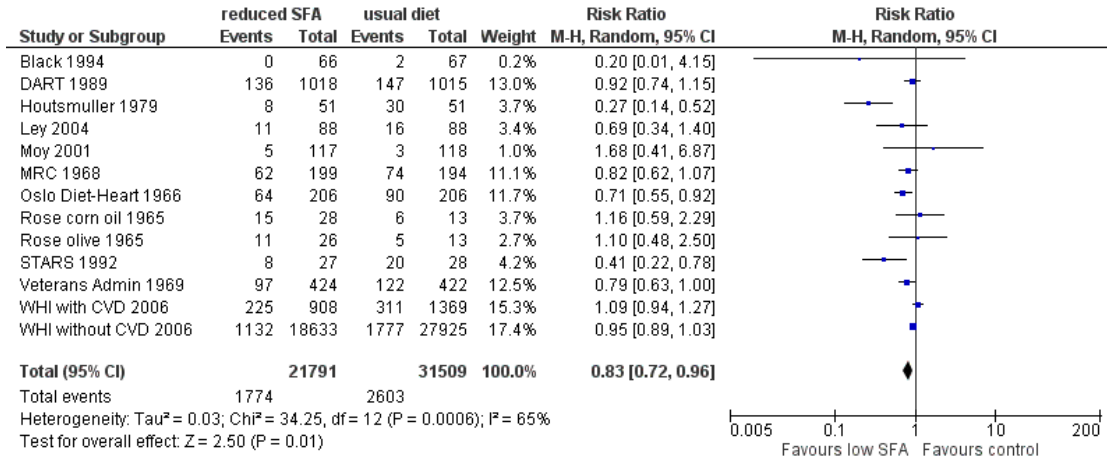 reduced SFA usual diet Risk Ratio Risk Ratio
Study or Subgroup Events Total Events Total Weight M-H, Random, 95% CI M-H, Random, 95% CI
Black 1994 0 66 2 67 0.2% 0.20 [0.01, 4.15]
DART 1989 136 1018 147 1015 13.0% 0.92 [0.74, 1.15]
Houtsmuller 1979 8 51 30 51 3.7% 0.27 [0.14, 0.52]
Ley 2004 11 88 16 88 3.4% 0.69 [0.34, 1.40]
Moy 2001 5 117 3 118 1.0% 1.68 [0.41, 6.87]
MRC 1968 62 199 74 194 11.1% 0.82 [0.62, 1.07]
Oslo Diet-Heart 1966 64 206 90 206 11.7% 0.71 [0.55, 0.92]
Rose corn oil 1965 15 28 6 13 3.7% 1.16 [0.59, 2.29]
Rose olive 1965 11 26 5 13 2.7% 1.10 [0.48, 2.50]
STARS 1992 8 27 20 28 4.2% 0.41 [0.22, 0.78]
Veterans Admin 1969 97 424 122 422 12.5% 0.79 [0.63, 1.00]
WHI with CVD 2006 225 908 311 1369 15.3% 1.09 [0.94, 1.27]
WHI without CVD 2006 1132 18633 1777 27925 17.4% 0.95 [0.89, 1.03]
Total (95% CI) 21791 31509 100.0% 0.83 [0.72, 0.96]
Total events 1774 2603
Heterogeneity: Tau² = 0.03; Chi² = 34.25, df = 12 (P = 0.0006); I² = 65%
Test for overall effect: Z = 2.50 (P = 0.01)
0.005 0.1 1 10 200
Favours low SFA Favours control